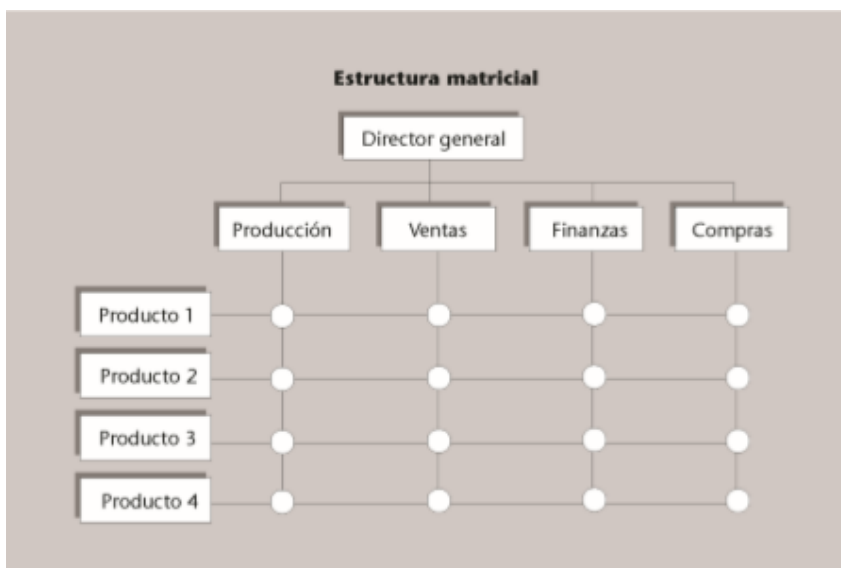 Estructura matricial
Director general
Producción
Ventas
Finanzas
Compras
Producto 1
Producto 2
Producto 3
Producto 4